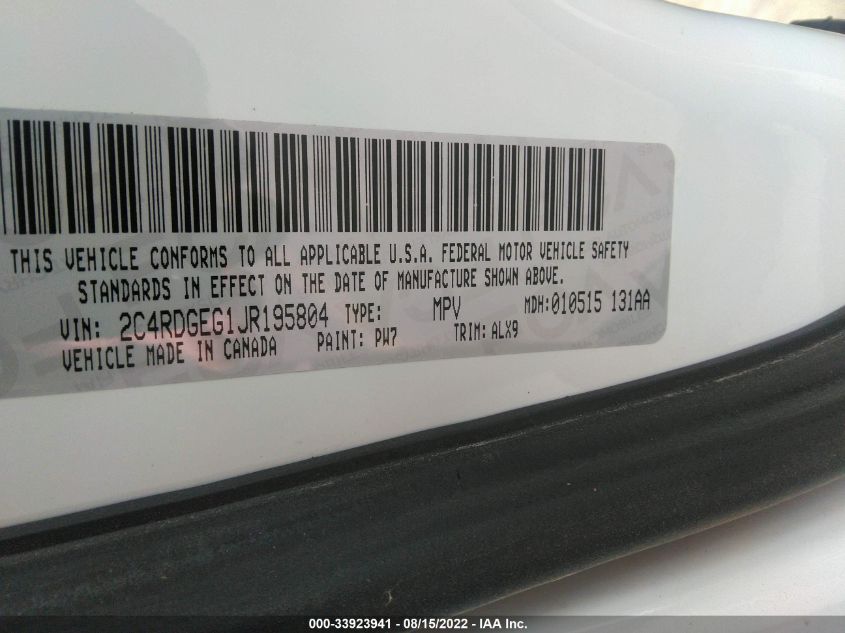 THIS VEHICLE CONFORMS TO ALL APPLICABLE U.S.A. FEDERAL MOTOR VEHICLE SAFETY
STANDARDS IN EFFECT ON THE DATE OF MANUFACTURE SHOWN ABOVE.
VIN: 2C4RDGEG1JR195804 TYPE: MPV MDH:010515 131AA
VEHICLE MADE IN CANADA PAINT: PW7 TRIM: ALX9
000-33923941 - 08/15/2022 - IAA Inc.